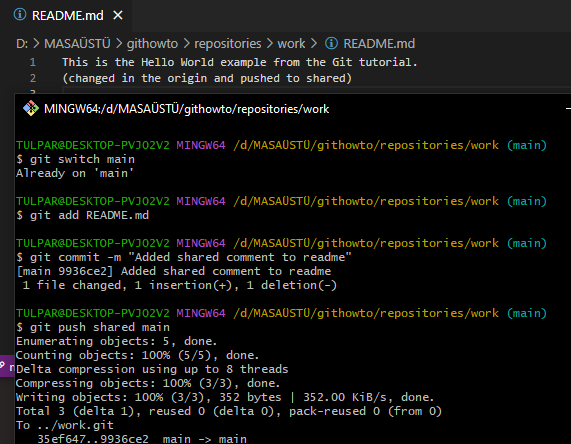 README.md
D: > MASAÜSTÜ > githowto > repositories > work > README.md
1 This is the Hello World example from the Git tutorial.
2 (changed in the origin and pushed to shared)
3
MINGW64:/d/MASAÜSTÜ/githowto/repositories/work
TULPAR@DESKTOP-PVJO2V2 MINGW64 /d/MASAÜSTÜ/githowto/repositories/work (main)
$ git switch main
Already on 'main'
TULPAR@DESKTOP-PVJO2V2 MINGW64 /d/MASAÜSTÜ/githowto/repositories/work (main)
$ git add README.md
TULPAR@DESKTOP-PVJO2V2 MINGW64 /d/MASAÜSTÜ/githowto/repositories/work (main)
$ git commit -m "Added shared comment to readme"
[main 9936ce2] Added shared comment to readme
1 file changed, 1 insertion(+), 1 deletion(-)
TULPAR@DESKTOP-PVJO2V2 MINGW64 /d/MASAÜSTÜ/githowto/repositories/work (main)
$ git push shared main
Enumerating objects: 5, done.
Counting objects: 100% (5/5), done.
Delta compression using up to 8 threads
Compressing objects: 100% (3/3), done.
Writing objects: 100% (3/3), 352 bytes | 352.00 KiB/s, done.
Total 3 (delta 1), reused 0 (delta 0), pack-reused 0 (from 0)
To ../work.git
35ef647..9936ce2 main -> main